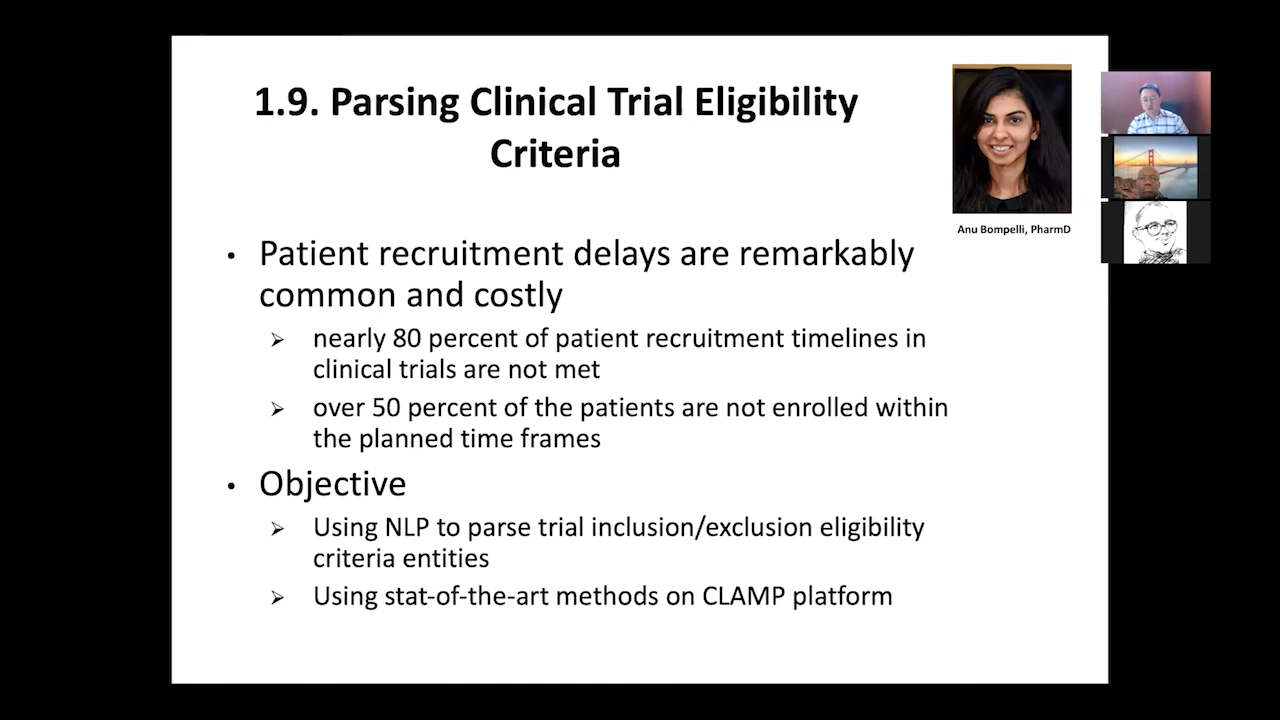 1.9. Parsing Clinical Trial Eligibility
Criteria
Anu Bompelli, PharmD
• Patient recruitment delays are remarkably
common and costly
➢ nearly 80 percent of patient recruitment timelines in
clinical trials are not met
➢ over 50 percent of the patients are not enrolled within
the planned time frames
• Objective
➢ Using NLP to parse trial inclusion/exclusion eligibility
criteria entities
➢ Using stat-of-the-art methods on CLAMP platform